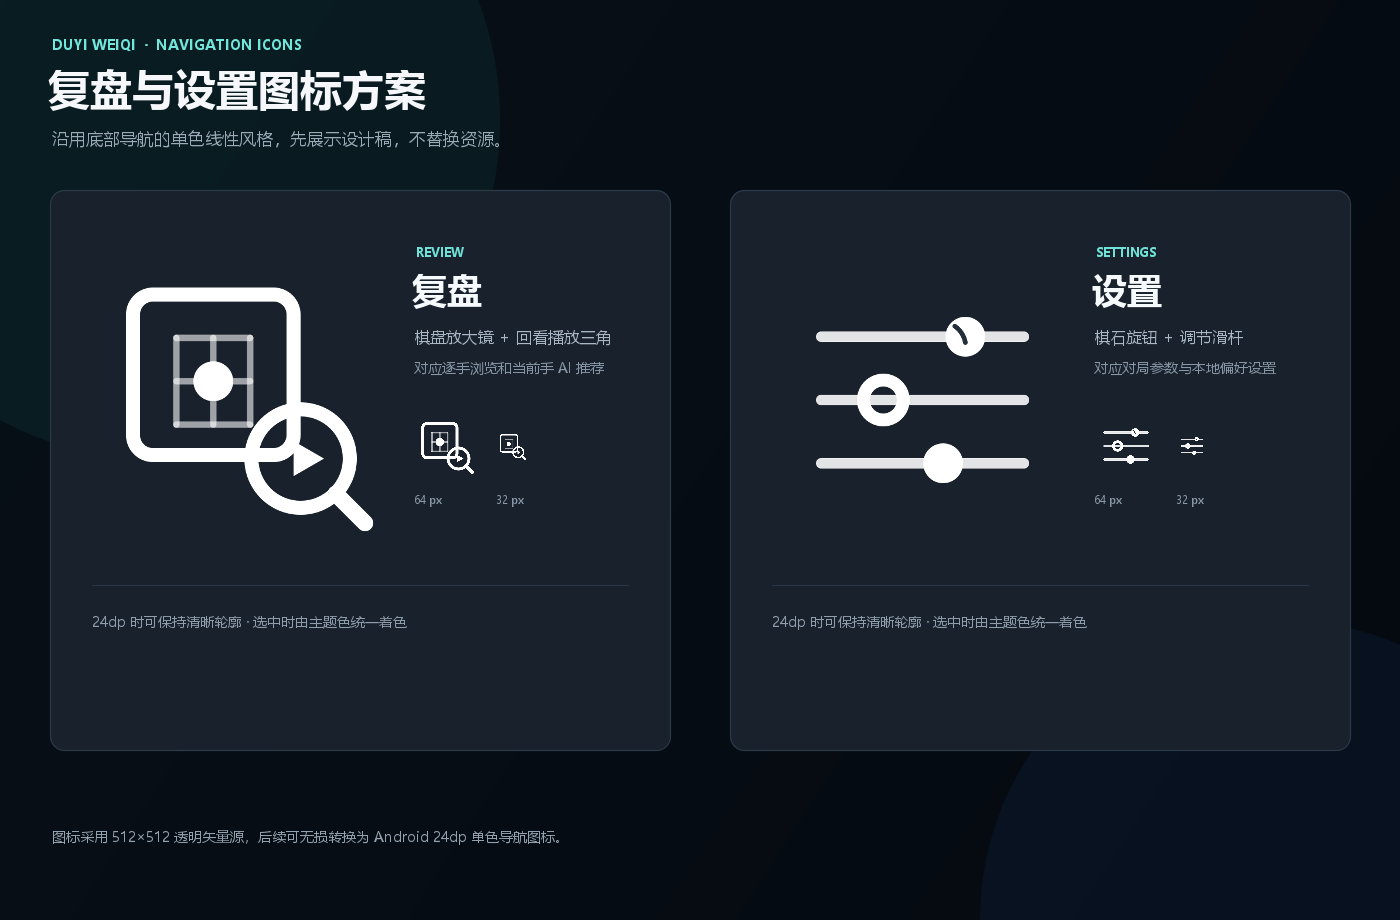 DUYI WEIQI · NAVIGATION ICONS
复盘与设置图标方案
沿用底部导航的单色线性风格，先展示设计稿，不替换资源。
REVIEW
复盘
棋盘放大镜 + 回看播放三角
对应逐手浏览和当前手 AI 推荐
64 px
32 px
24dp 时可保持清晰轮廓 · 选中时由主题色统一着色
SETTINGS
设置
棋石旋钮 + 调节滑杆
对应对局参数与本地偏好设置
64 px
32 px
24dp 时可保持清晰轮廓 · 选中时由主题色统一着色
图标采用 512×512 透明矢量源，后续可无损转换为 Android 24dp 单色导航图标。